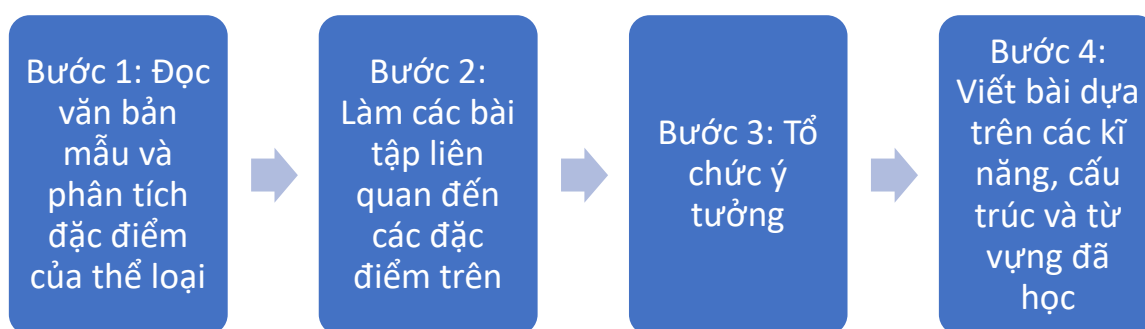 Bước 1: Đọc
văn bản
mẫu và
phân tích
đặc điểm
của thể loại
Bước 2:
Làm các bài
tập liên
quan đến
các đặc
điểm trên
Bước 3: Tổ
chức ý
tưởng
Bước 4:
Viết bài dựa
trên các kĩ
năng, cấu
trúc và từ
vựng đã
học